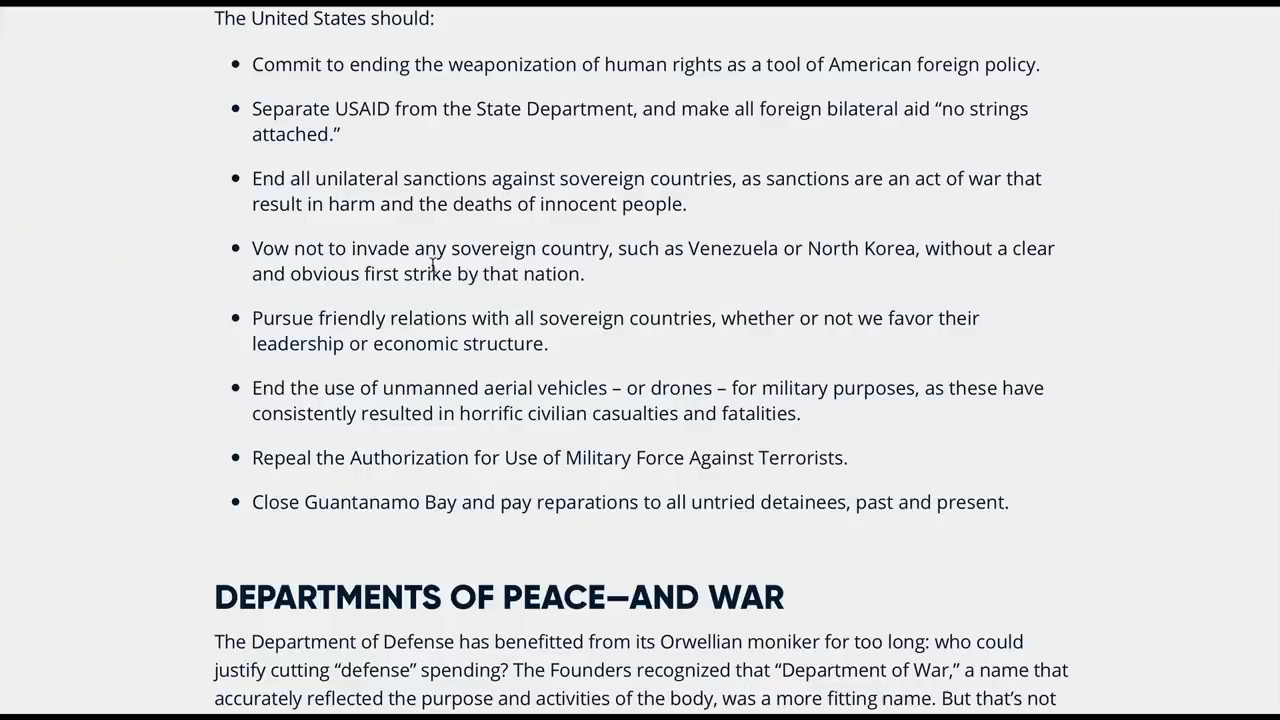 The United States should:
• Commit to ending the weaponization of human rights as a tool of American foreign policy.
• Separate USAID from the State Department, and make all foreign bilateral aid “no strings
attached.”
• End all unilateral sanctions against sovereign countries, as sanctions are an act of war that
result in harm and the deaths of innocent people.
• Vow not to invade any sovereign country, such as Venezuela or North Korea, without a clear
and obvious first strike by that nation.
• Pursue friendly relations with all sovereign countries, whether or not we favor their
leadership or economic structure.
• End the use of unmanned aerial vehicles – or drones – for military purposes, as these have
consistently resulted in horrific civilian casualties and fatalities.
• Repeal the Authorization for Use of Military Force Against Terrorists.
• Close Guantanamo Bay and pay reparations to all untried detainees, past and present.
DEPARTMENTS OF PEACE—AND WAR
The Department of Defense has benefitted from its Orwellian moniker for too long: who could
justify cutting “defense” spending? The Founders recognized that “Department of War,” a name that
accurately reflected the purpose and activities of the body, was a more fitting name. But that’s not